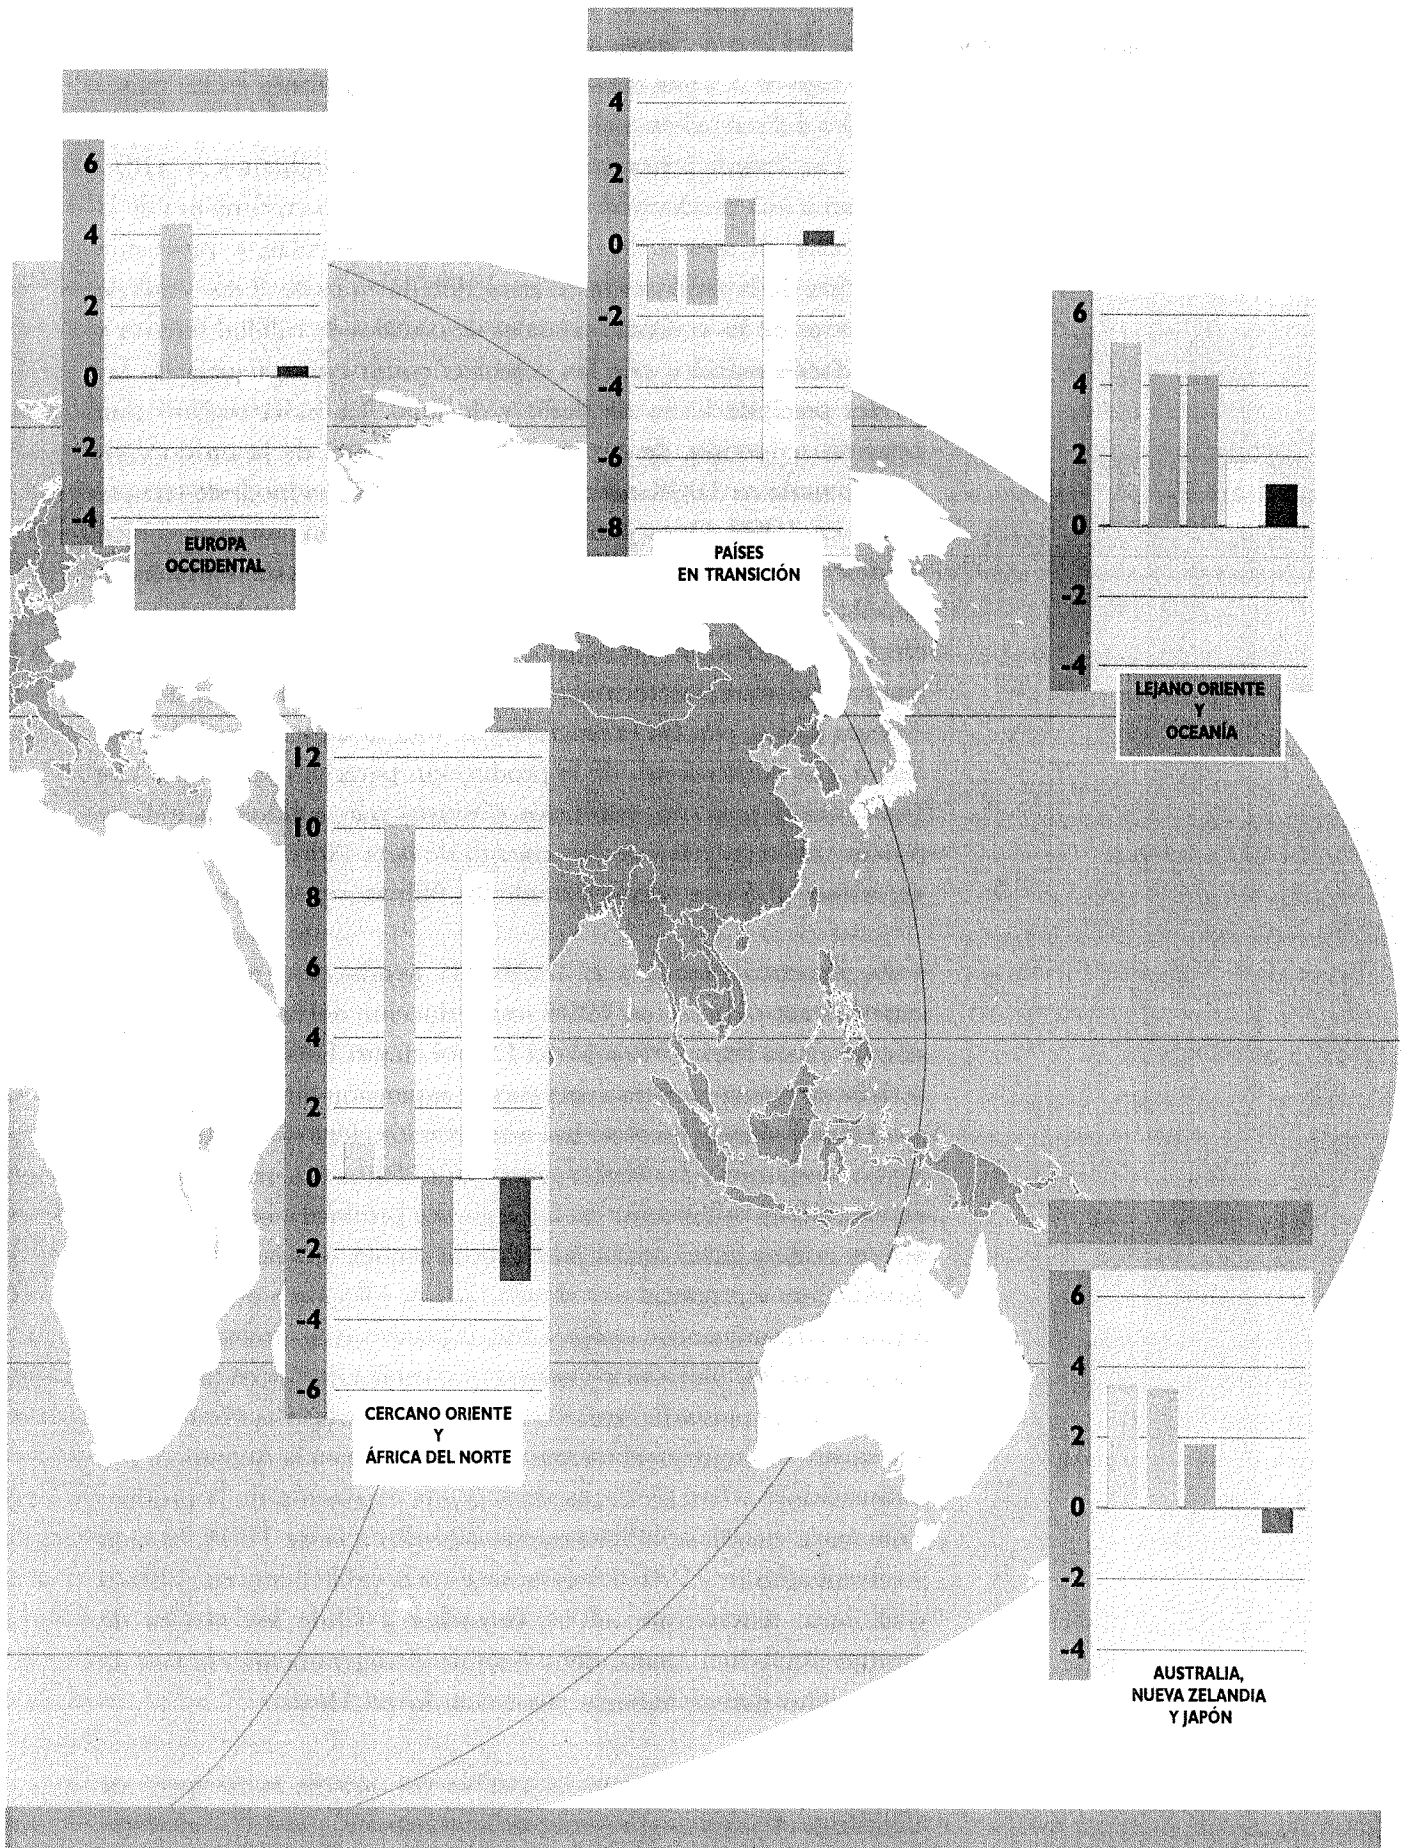 6
4
2
0
-2
-4
EUROPA
OCCIDENTAL
4
2
0
-2
-4
-6
-8
PAÍSES
EN TRANSICIÓN
6
4
2
0
-2
-4
LEJANO ORIENTE
Y
OCEANÍA
12
10
8
6
4
2
0
-2
-4
-6
CERCANO ORIENTE
Y
ÁFRICA DEL NORTE
6
4
2
0
-2
-4
AUSTRALIA,
NUEVA ZELANDIA
Y JAPÓN